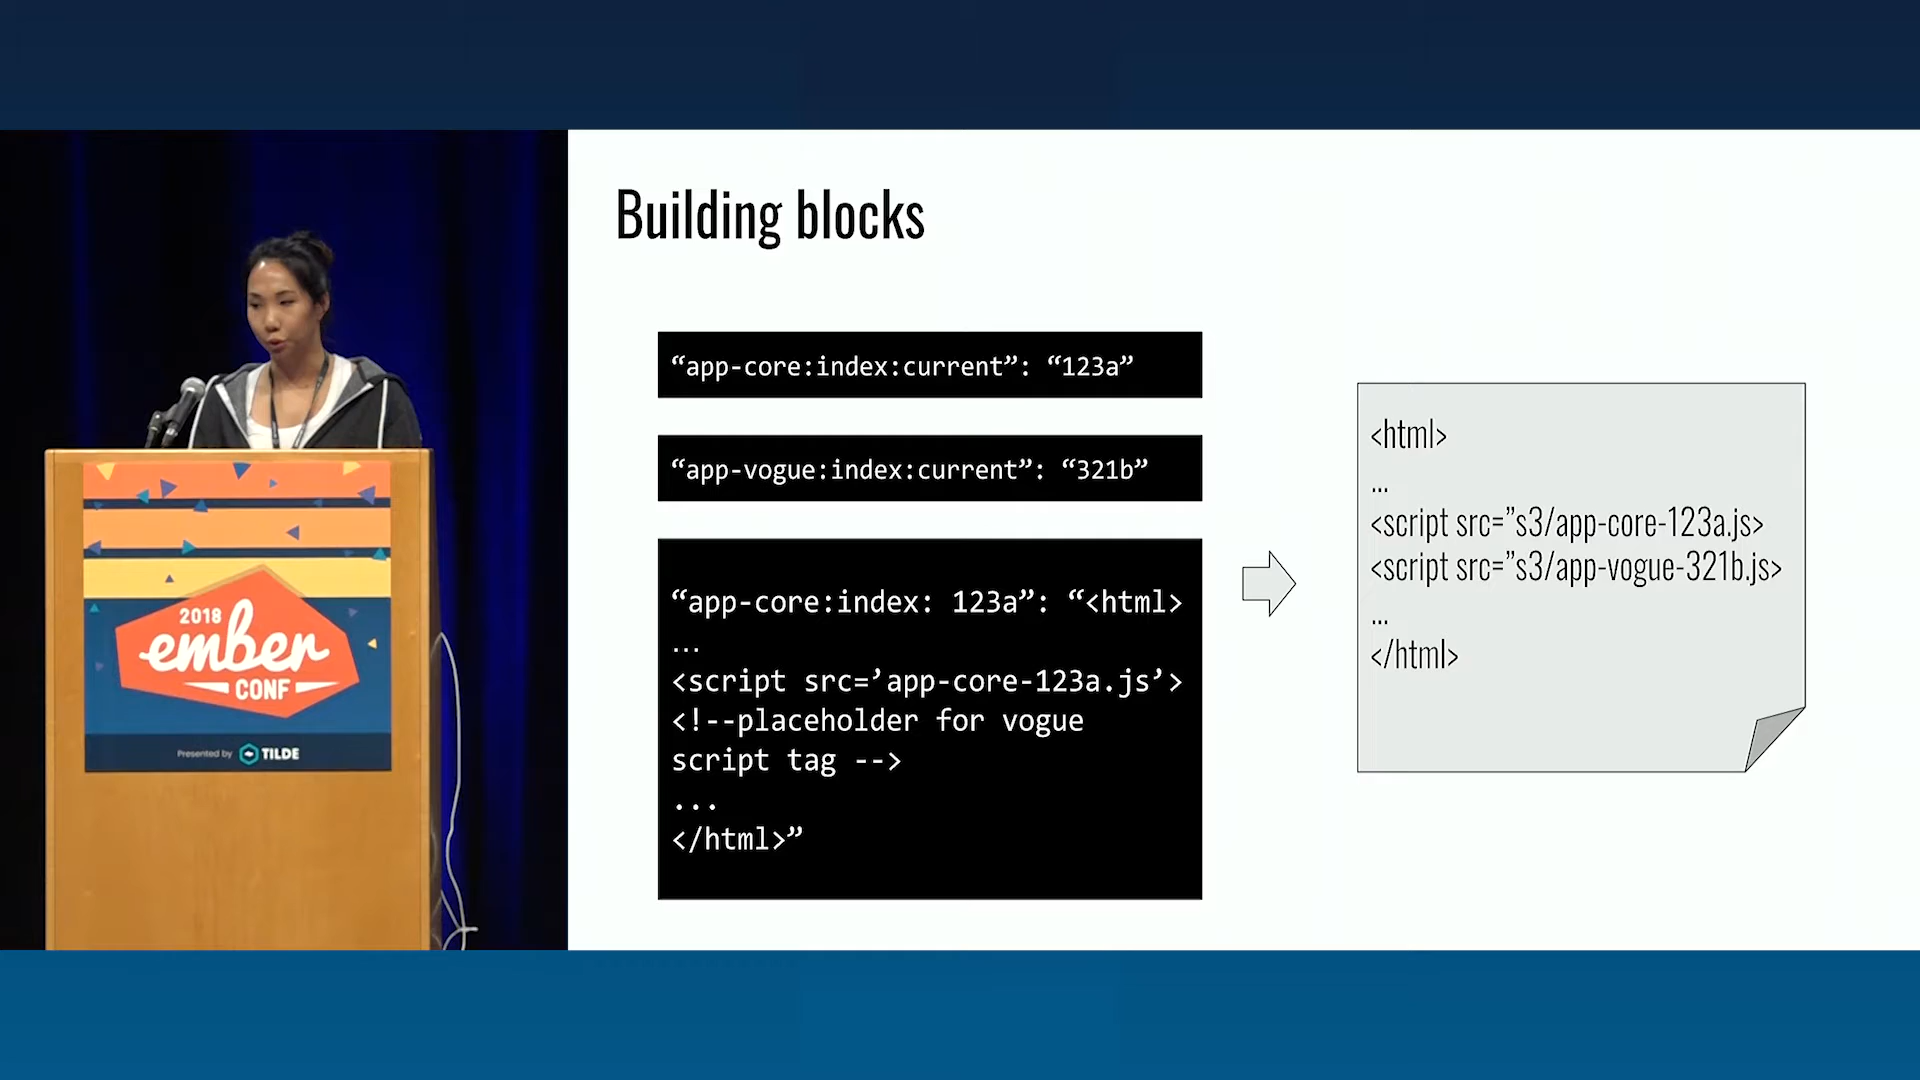 Building blocks
“app-core:index:current”: “123a”
“app-vogue:index:current”: “321b”
“app-core:index: 123a”: “<html>
...
<script src=’app-core-123a.js’>
<!--placeholder for vogue
script tag -->
...
</html>”
<html>
...
<script src=”s3/app-core-123a.js>
<script src=”s3/app-vogue-321b.js>
...
</html>
2018
ember
CONF
Presented by TILDE